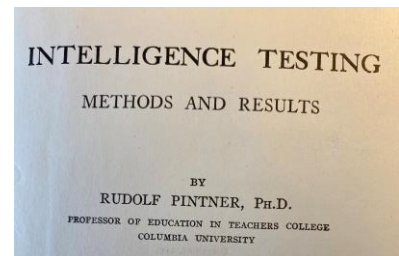 INTELLIGENCE TESTING
METHODS AND RESULTS
BY
RUDOLF PINTNER, PH.D.
PROFESSOR OF EDUCATION IN TEACHERS COLLEGE
COLUMBIA UNIVERSITY